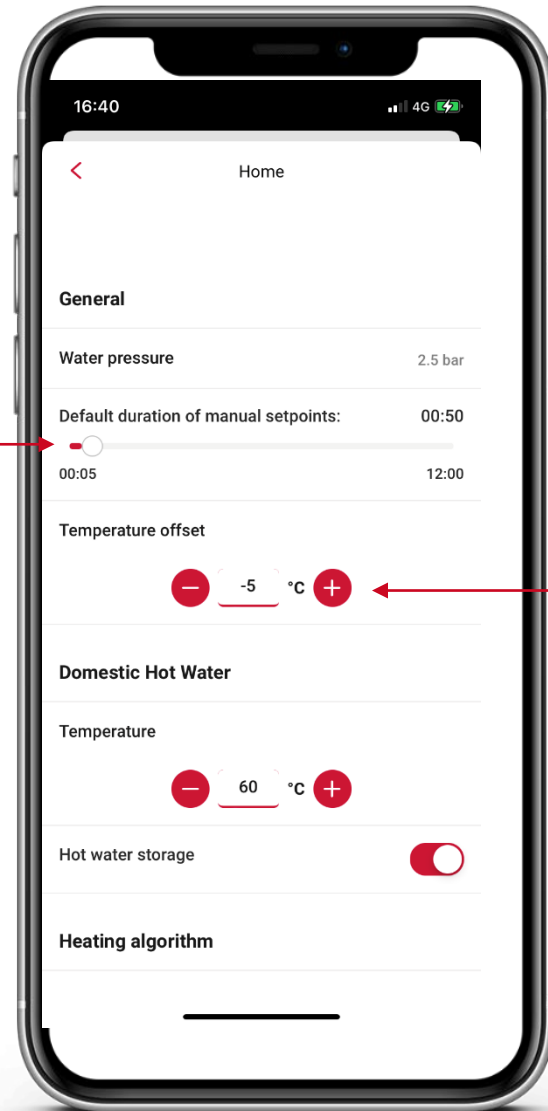 16:40
4G
Home
General
Water pressure 2.5 bar
Default duration of manual setpoints: 00:50
00:05 12:00
Temperature offset
− -5 °C +
Domestic Hot Water
Temperature
− 60 °C +
Hot water storage
Heating algorithm